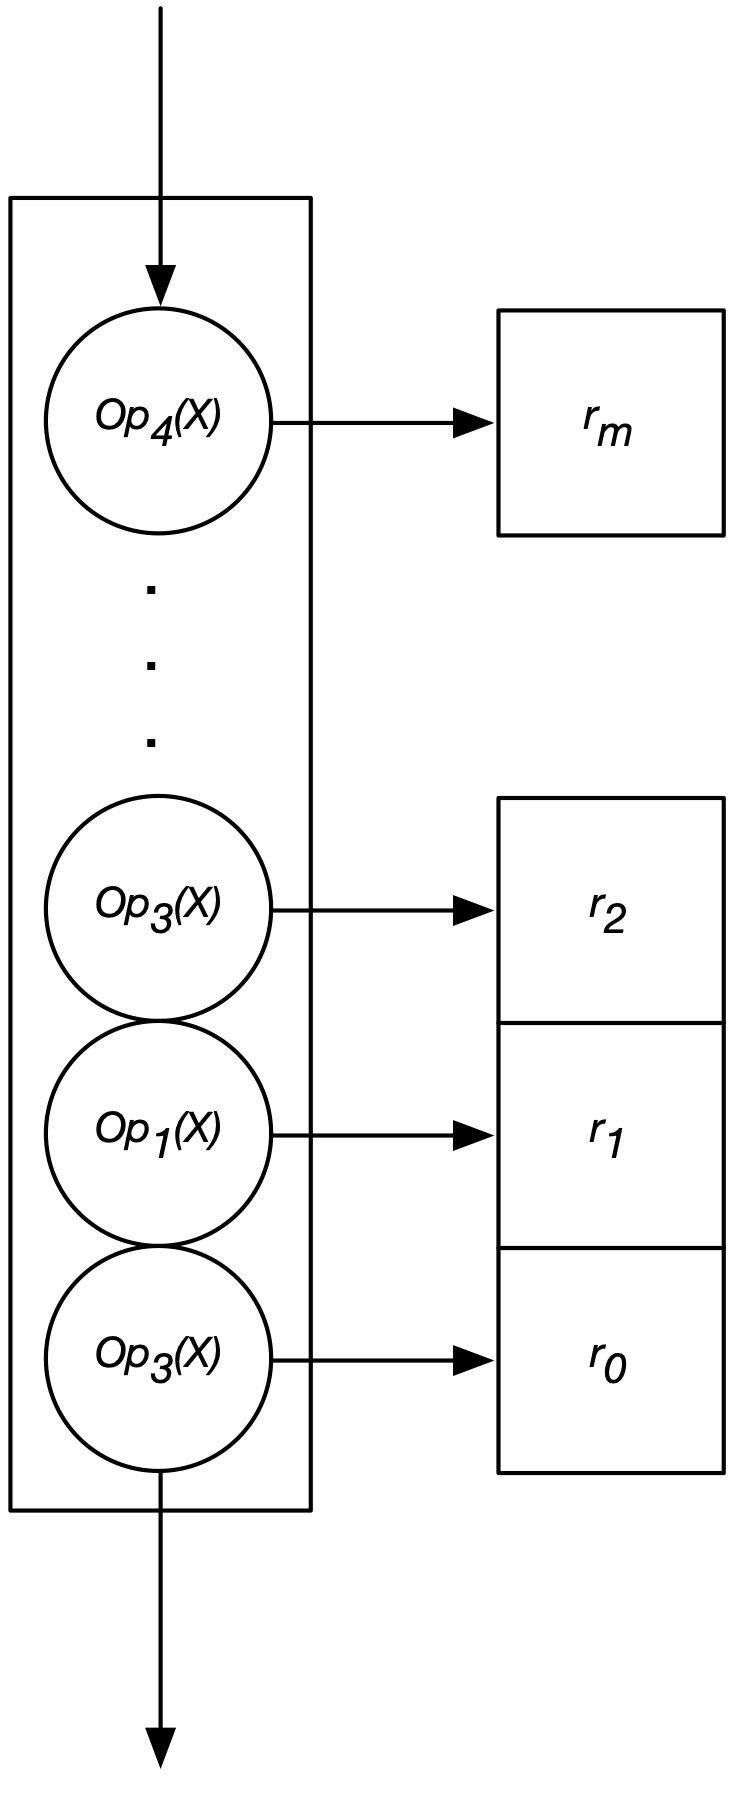 Op4(X) rm
.
.
.
Op3(X) r2
Op1(X) r1
Op3(X) r0